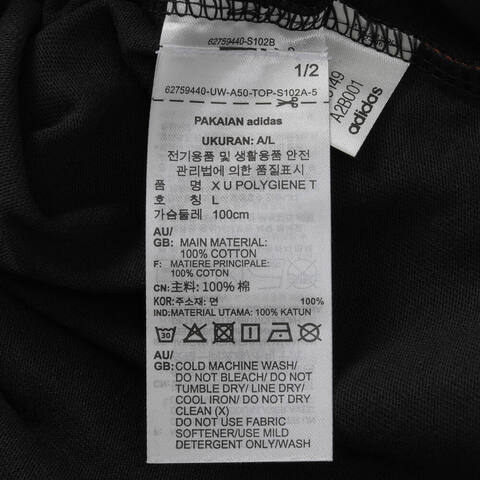 62759440-S102B
1/2
62759440-UW-A50-TOP-S102A-5
PAKAIAN adidas
UKURAN: A/L
전기용품 및 생활용품 안전
관리법에 의한 품질표시
품 명 X U POLYGIENE T
호 칭 L
가슴둘레 100cm
AU/
GB: MAIN MATERIAL:
100% COTTON
F: MATIERE PRINCIPALE:
100% COTON
CN: 主料: 100% 棉
KOR: 주소재: 면 100%
IND: MATERIAL UTAMA: 100% KATUN
30
AU/
GB: COLD MACHINE WASH/
DO NOT BLEACH/ DO NOT
TUMBLE DRY/ LINE DRY/
COOL IRON/ DO NOT DRY
CLEAN (X)
DO NOT USE FABRIC
SOFTENER/USE MILD
DETERGENT ONLY/WASH
A2B001
adidas